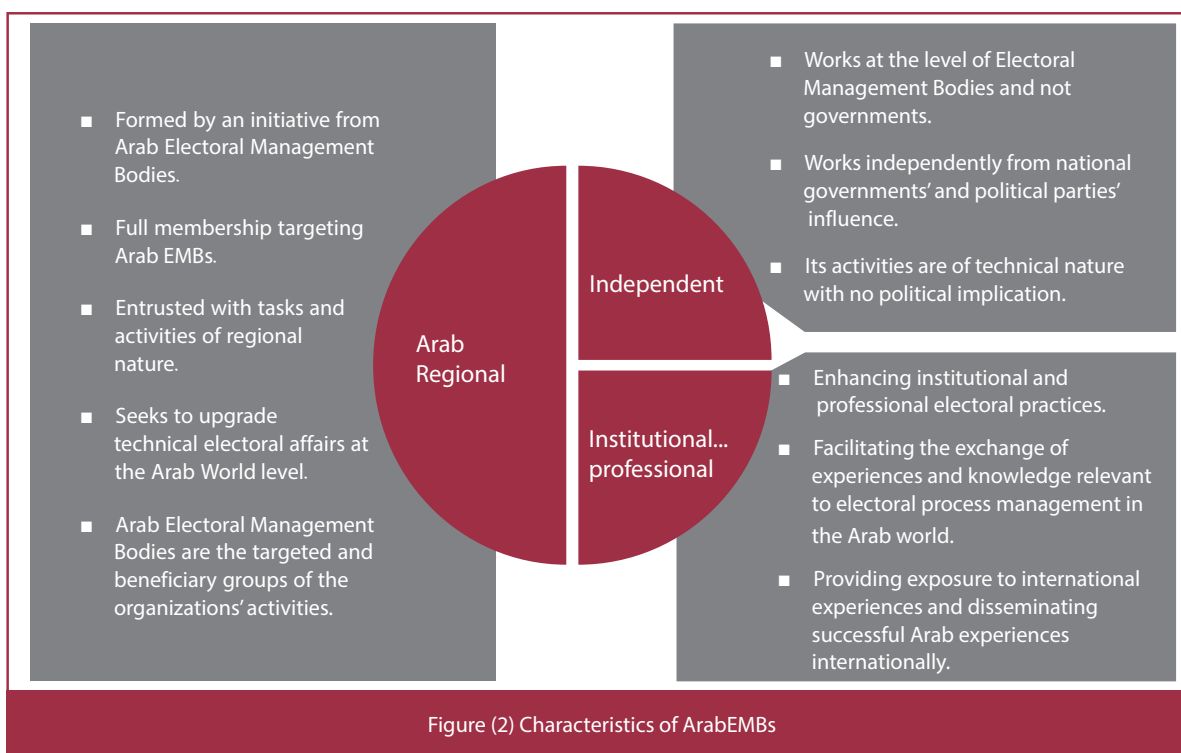 ■ Formed by an initiative from
Arab Electoral Management
Bodies.
■ Full membership targeting
Arab EMBs.
■ Entrusted with tasks and
activities of regional
nature.
■ Seeks to upgrade
technical electoral affairs at
the Arab World level.
■ Arab Electoral Management
Bodies are the targeted and
beneficiary groups of the
organizations' activities.
Arab
Regional
Independent
Institutional...
professional
■ Works at the level of Electoral
Management Bodies and not
governments.
■ Works independently from national
governments' and political parties'
influence.
■ Its activities are of technical nature
with no political implication.
■ Enhancing institutional and
professional electoral practices.
■ Facilitating the exchange of
experiences and knowledge relevant
to electoral process management in
the Arab world.
■ Providing exposure to international
experiences and disseminating
successful Arab experiences
internationally.
Figure (2) Characteristics of ArabEMBs